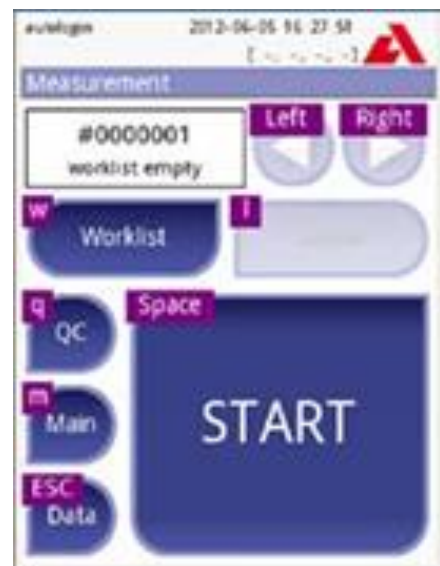 autologin 2012-06-05 16 27 58
[ -, -, -, -]
Measurement
#0000001
worklist empty
Left
Right
w
Worklist
l
q
QC
Space
START
m
Main
ESC
Data